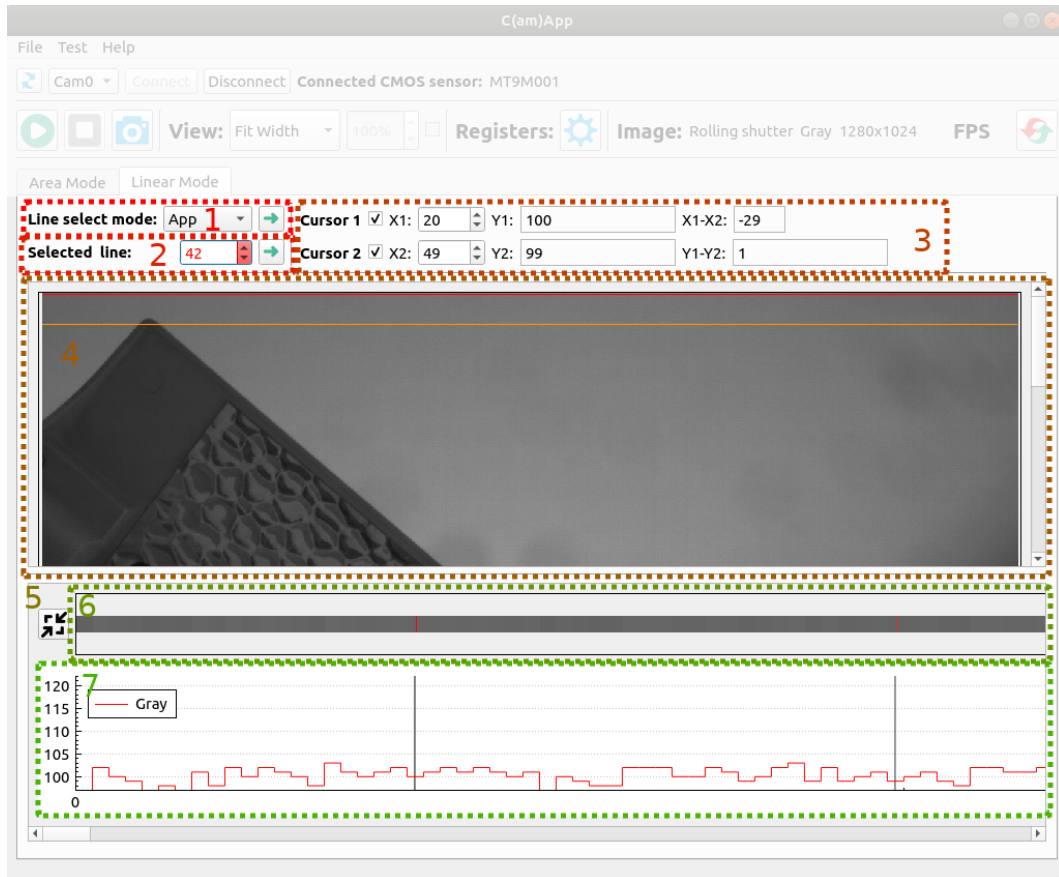 C(am)App
File Test Help
Cam0 Connect Disconnect Connected CMOS sensor: MT9M001
View: Fit Width 100% Registers: Image: Rolling shutter Gray 1280x1024 FPS
Area Mode Linear Mode
Line select mode: App 1 Cursor 1 X1: 20 Y1: 100 X1-X2: -29
Selected line: 2 42 Cursor 2 X2: 49 Y2: 99 Y1-Y2: 1 3
4
5
6
7
120
Gray
115
110
105
100
0